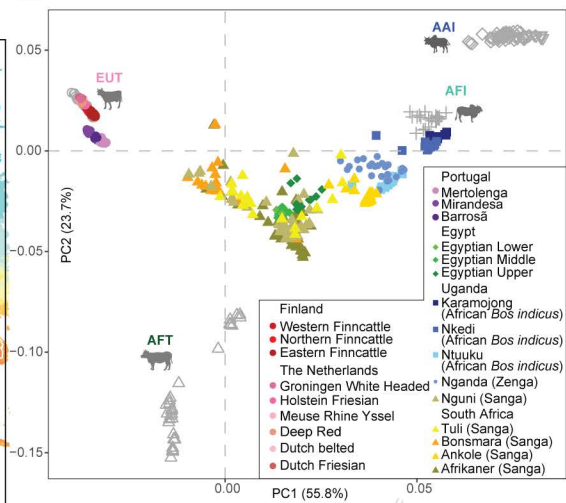 AAI
0.05
EUT
AFI
0.00
PC2 (23.7%)
−0.05
AFT
−0.10
−0.15
0.00
0.05
PC1 (55.8%)
Finland
Western Finncattle
Northern Finncattle
Eastern Finncattle
The Netherlands
Groningen White Headed
Holstein Friesian
Meuse Rhine Yssel
Deep Red
Dutch belted
Dutch Friesian
Portugal
Mertolenga
Mirandesa
Barrosã
Egypt
Egyptian Lower
Egyptian Middle
Egyptian Upper
Uganda
Karamojong
(African Bos indicus)
Nkedi
(African Bos indicus)
Ntuuku
(African Bos indicus)
Nganda (Zenga)
Nguni (Sanga)
South Africa
Tuli (Sanga)
Bonsmara (Sanga)
Ankole (Sanga)
Afrikaner (Sanga)